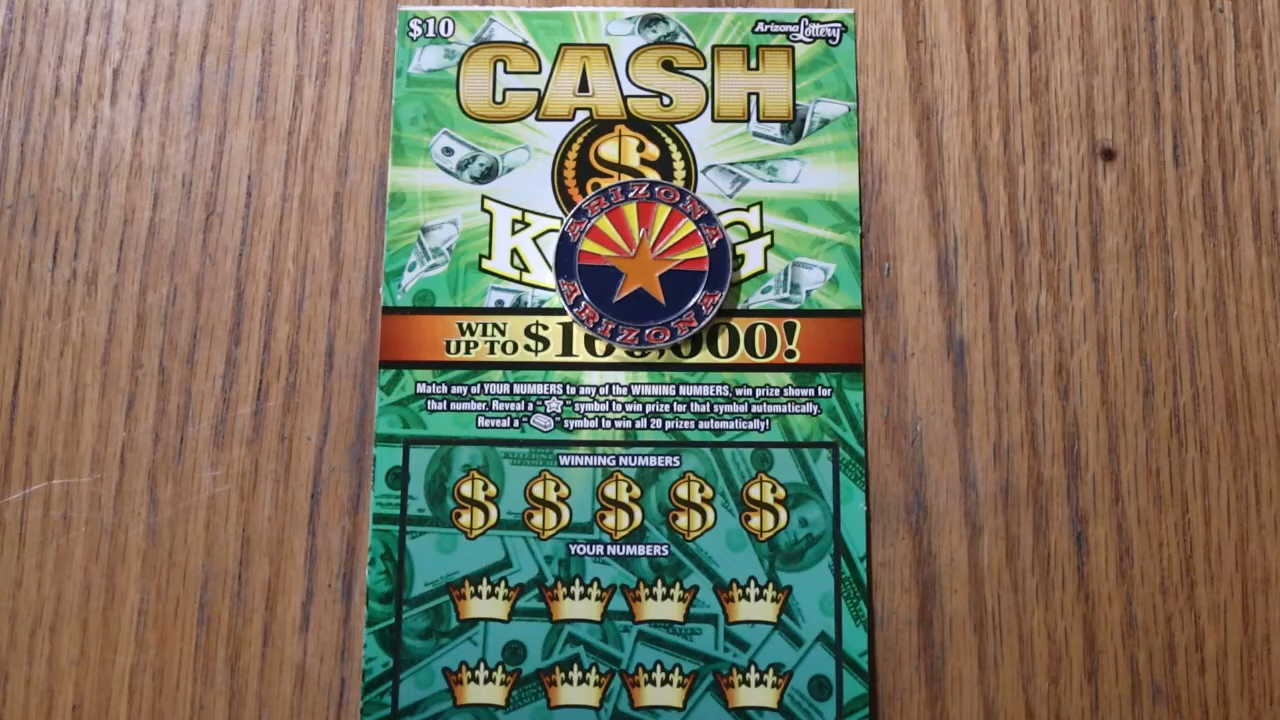 $10
Arizona Lottery
CASH
$
K G
ARIZONA
ARIZONA
WIN
UP TO $100,000!
Match any of YOUR NUMBERS to any of the WINNING NUMBERS, win prize shown for
that number. Reveal a “ ” symbol to win prize for that symbol automatically.
Reveal a “ ” symbol to win all 20 prizes automatically!
WINNING NUMBERS
$ $ $ $ $
YOUR NUMBERS